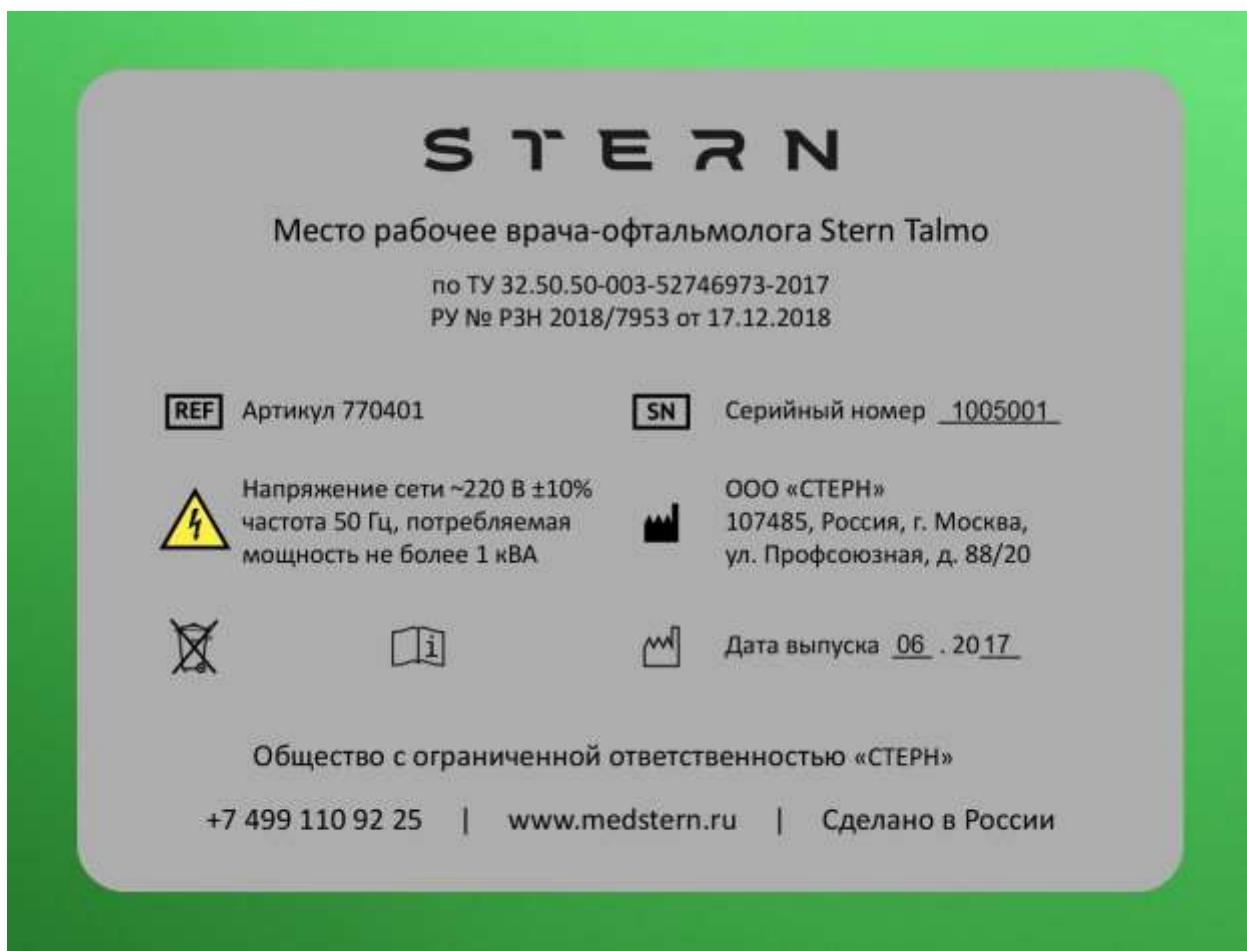 STERN
Место рабочее врача-офтальмолога Stern Talmo
по ТУ 32.50.50-003-52746973-2017
РУ № РЗН 2018/7953 от 17.12.2018
REF Артикул 770401
SN Серийный номер 1005001
Напряжение сети ~220 В ±10%
частота 50 Гц, потребляемая
мощность не более 1 кВА
ООО «СТЕРН»
107485, Россия, г. Москва,
ул. Профсоюзная, д. 88/20
i
Дата выпуска 06 . 2017
Общество с ограниченной ответственностью «СТЕРН»
+7 499 110 92 25 | www.medstern.ru | Сделано в России